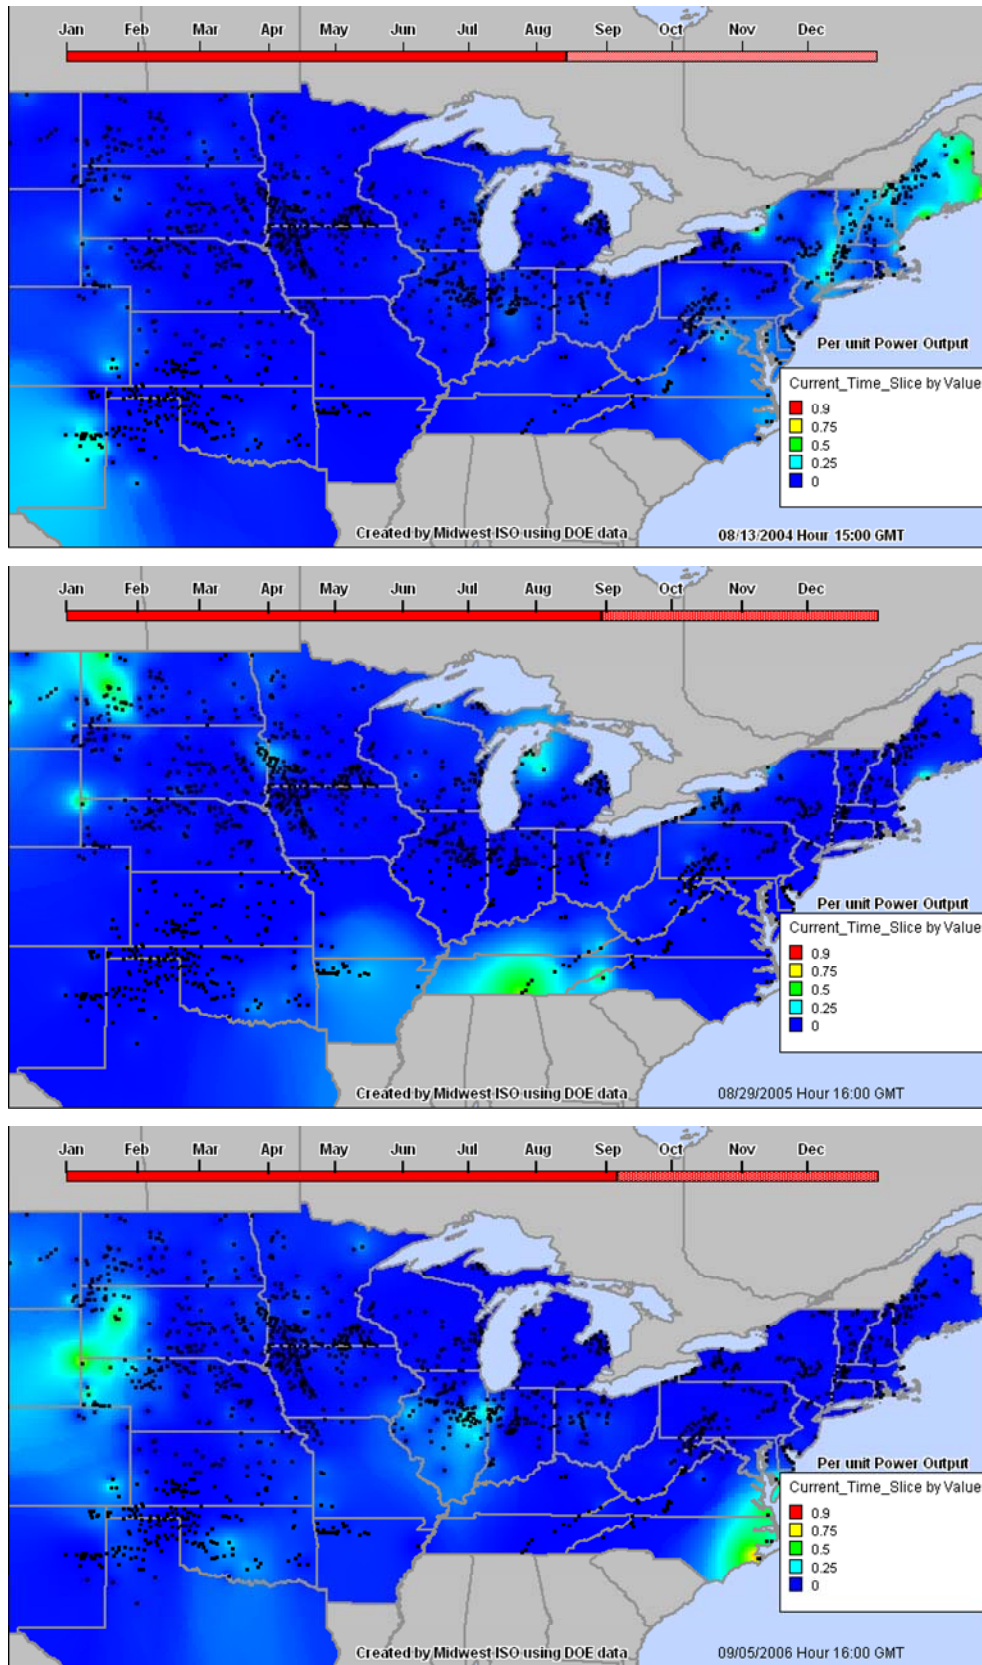 Jan Feb Mar Apr May Jun Jul Aug Sep Oct Nov Dec
Per unit Power Output
Current_Time_Slice by Value
0.9
0.75
0.5
0.25
0
Created by Midwest ISO using DOE data
08/13/2004 Hour 15:00 GMT
Jan Feb Mar Apr May Jun Jul Aug Sep Oct Nov Dec
Per unit Power Output
Current_Time_Slice by Value
0.9
0.75
0.5
0.25
0
Created by Midwest ISO using DOE data
08/29/2005 Hour 16:00 GMT
Jan Feb Mar Apr May Jun Jul Aug Sep Oct Nov Dec
Per unit Power Output
Current_Time_Slice by Value
0.9
0.75
0.5
0.25
0
Created by Midwest ISO using DOE data
09/05/2006 Hour 16:00 GMT